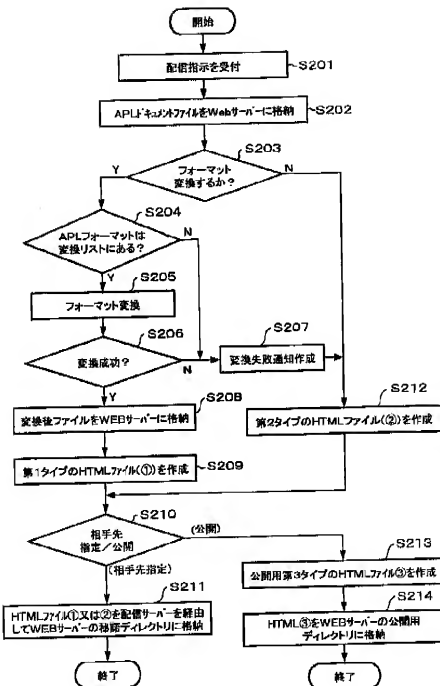 開始
配信指示を受付
S201
APLドキュメントファイルをWebサーバーに格納
S202
S203
フォーマット
変換するか？
Y
N
S204
APLフォーマットは
変換リストにある？
N
Y
S205
フォーマット変換
S206
変換成功？
N
Y
S207
変換失敗通知作成
S208
変換後ファイルをWEBサーバーに格納
S212
第2タイプのHTMLファイル(②)を作成
第1タイプのHTMLファイル(①)を作成
S209
S210
相手先
指定／公開
(公開)
(相手先指定)
S213
公開用第3タイプのHTMLファイル③を作成
S211
HTMLファイル①又は②を配信サーバーを経由
してWEBサーバーの秘匿ディレクトリに格納
S214
HTML③をWEBサーバーの公開用
ディレクトリに格納
終了
終了